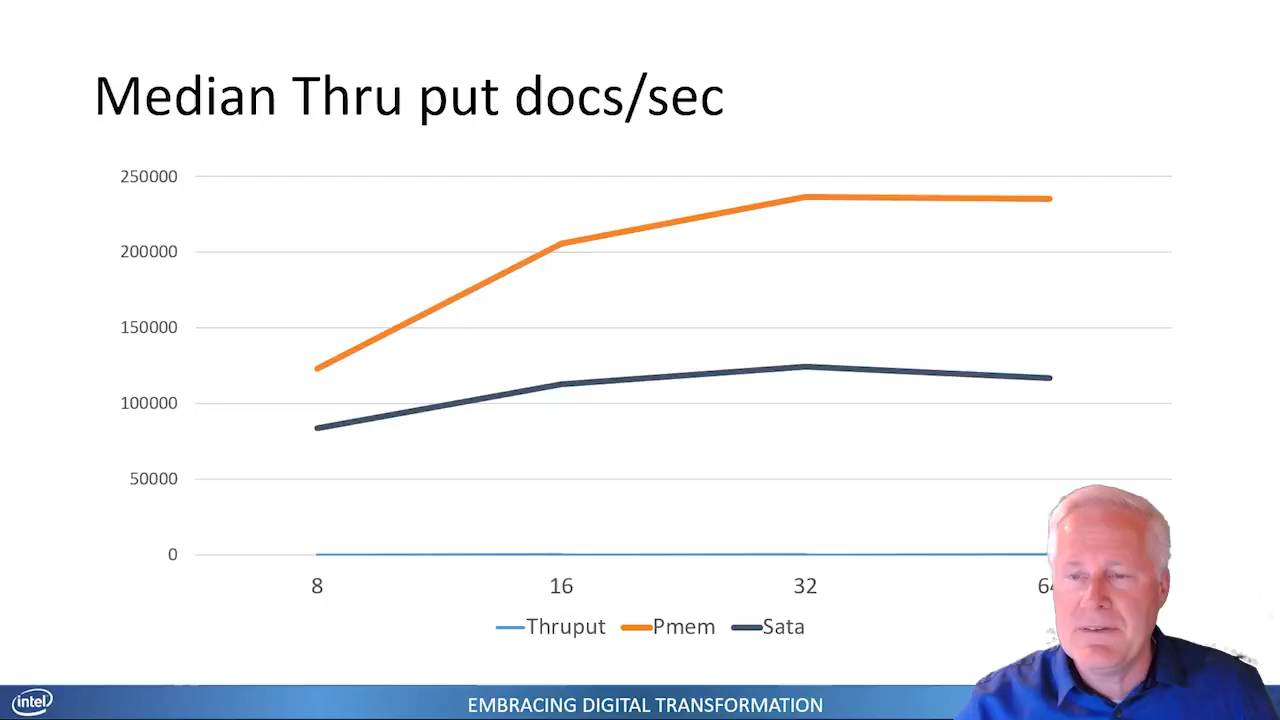 Median Thru put docs/sec
250000
200000
150000
100000
50000
0
8 16 32
Thruput Pmem Sata
intel
EMBRACING DIGITAL TRANSFORMATION